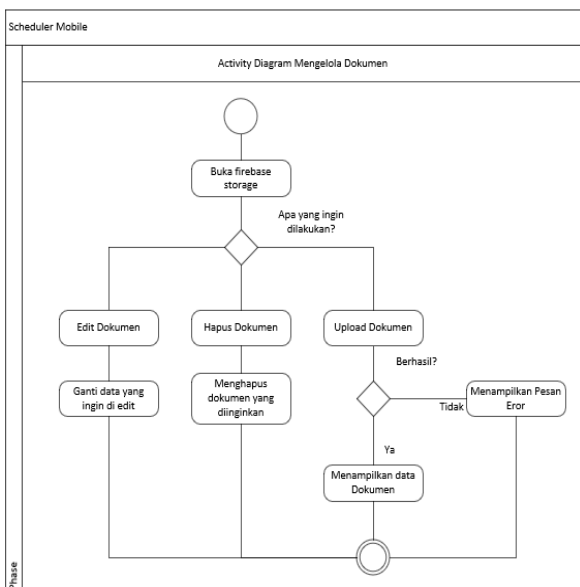 Scheduler Mobile
Activity Diagram Mengelola Dokumen
Buka firebase
storage
Apa yang ingin
dilakukan?
Edit Dokumen
Hapus Dokumen
Upload Dokumen
Berhasil?
Ganti data yang
ingin di edit
Menghapus
dokumen yang
diinginkan
Menampilkan Pesan
Eror
Tidak
Ya
Menampilkan data
Dokumen
Phase